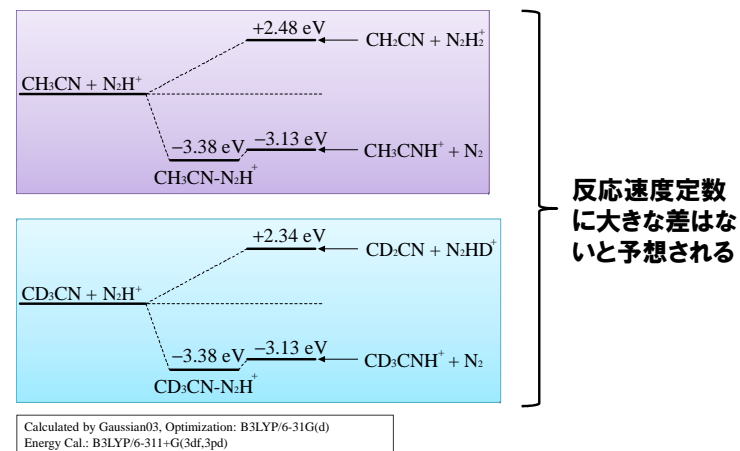 +2.48 eV
CH₂CN + N₂H₂⁺
CH₃CN + N₂H⁺
−3.38 eV
−3.13 eV
CH₃CNH⁺ + N₂
CH₃CN-N₂H⁺
+2.34 eV
CD₂CN + N₂HD⁺
CD₃CN + N₂H⁺
−3.38 eV
−3.13 eV
CD₃CNH⁺ + N₂
CD₃CN-N₂H⁺
反応速度定数
に大きな差はな
いと予想される
Calculated by Gaussian03, Optimization: B3LYP/6-31G(d)
Energy Cal.: B3LYP/6-311+G(3df,3pd)